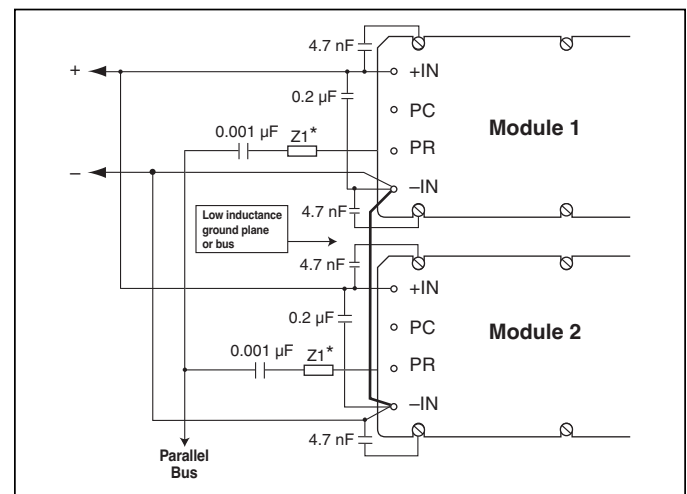 4.7 nF
+
+IN
0.2 µF
PC
Module 1
0.001 µF
Z1*
PR
–
–IN
4.7 nF
Low inductance
ground plane
or bus
4.7 nF
+IN
0.2 µF
PC
Module 2
0.001 µF
Z1*
PR
–IN
4.7 nF
Parallel
Bus